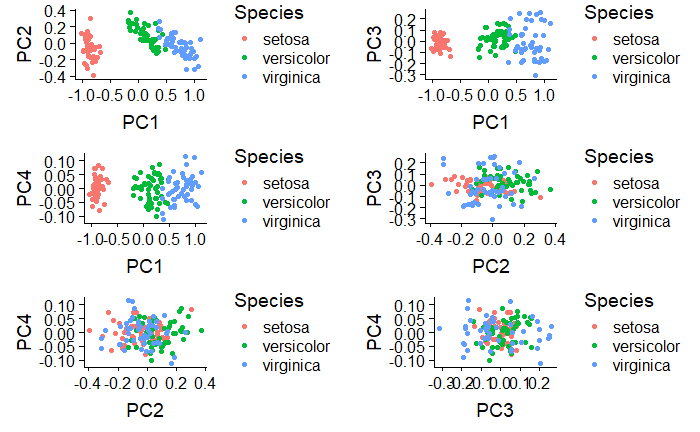 PC2
0.4
0.2
0.0
-0.2
-0.4
-1.0
-0.5
0.0
0.5
1.0
PC1
Species
setosa
versicolor
virginica
PC3
0.2
0.1
0.0
-0.1
-0.2
-0.3
-1.0
-0.5
0.0
0.5
1.0
PC1
Species
setosa
versicolor
virginica
PC4
0.10
0.05
0.00
-0.05
-0.10
-1.0
-0.5
0.0
0.5
1.0
PC1
Species
setosa
versicolor
virginica
PC3
0.2
0.1
0.0
-0.1
-0.2
-0.3
-0.4
-0.2
0.0
0.2
0.4
PC2
Species
setosa
versicolor
virginica
PC4
0.10
0.05
0.00
-0.05
-0.10
-0.4
-0.2
0.0
0.2
0.4
PC2
Species
setosa
versicolor
virginica
PC4
0.10
0.05
0.00
-0.05
-0.10
-0.3
-0.2
-0.1
0.0
0.1
0.2
PC3
Species
setosa
versicolor
virginica